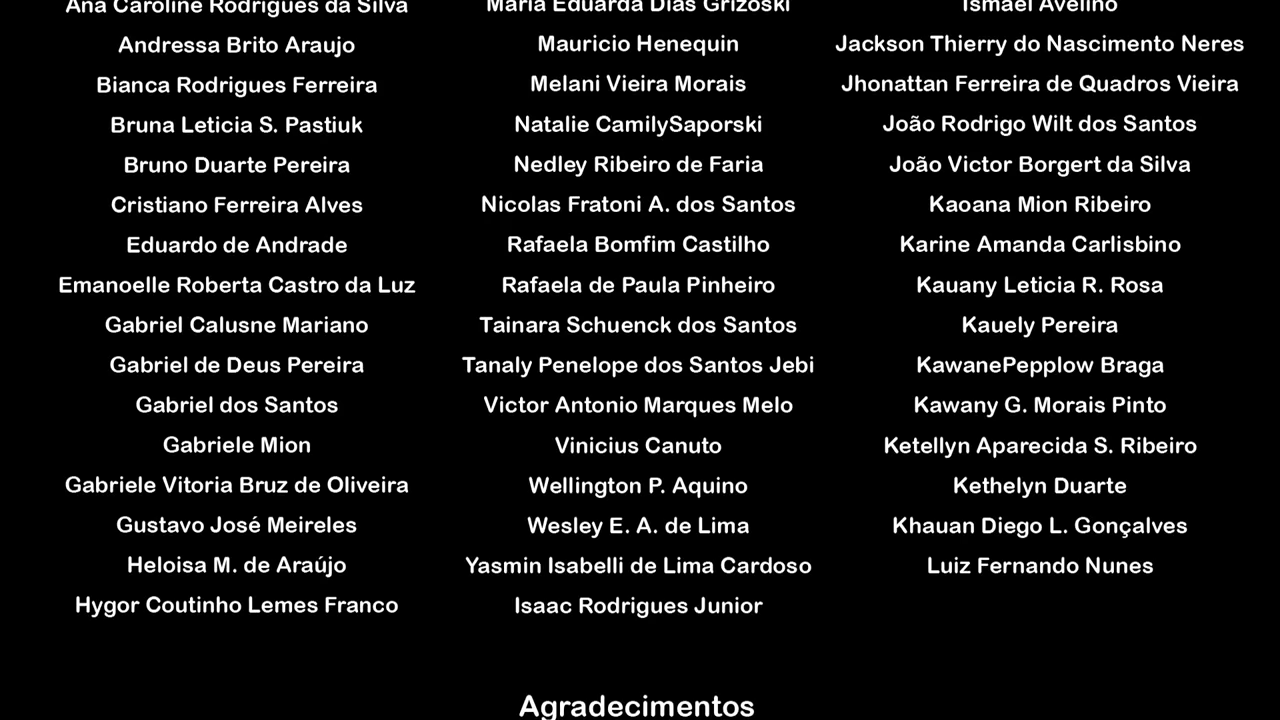 Ana Caroline Rodrigues da Silva
Andressa Brito Araujo
Bianca Rodrigues Ferreira
Bruna Leticia S. Pastiuk
Bruno Duarte Pereira
Cristiano Ferreira Alves
Eduardo de Andrade
Emanoelle Roberta Castro da Luz
Gabriel Calusne Mariano
Gabriel de Deus Pereira
Gabriel dos Santos
Gabriele Mion
Gabriele Vitoria Bruz de Oliveira
Gustavo José Meireles
Heloisa M. de Araújo
Hygor Coutinho Lemes Franco
Maria Eduarda Dias Grizoski
Mauricio Henequin
Melani Vieira Morais
Natalie CamilySaporski
Nedley Ribeiro de Faria
Nicolas Fratoni A. dos Santos
Rafaela Bomfim Castilho
Rafaela de Paula Pinheiro
Tainara Schuenck dos Santos
Tanaly Penelope dos Santos Jebi
Victor Antonio Marques Melo
Vinicius Canuto
Wellington P. Aquino
Wesley E. A. de Lima
Yasmin Isabelli de Lima Cardoso
Isaac Rodrigues Junior
Ismael Avelino
Jackson Thierry do Nascimento Neres
Jhonattan Ferreira de Quadros Vieira
João Rodrigo Wilt dos Santos
João Victor Borgert da Silva
Kaoana Mion Ribeiro
Karine Amanda Carlisbino
Kauany Leticia R. Rosa
Kauely Pereira
KawanePepplow Braga
Kawany G. Morais Pinto
Ketellyn Aparecida S. Ribeiro
Kethelyn Duarte
Khauan Diego L. Gonçalves
Luiz Fernando Nunes
Agradecimentos